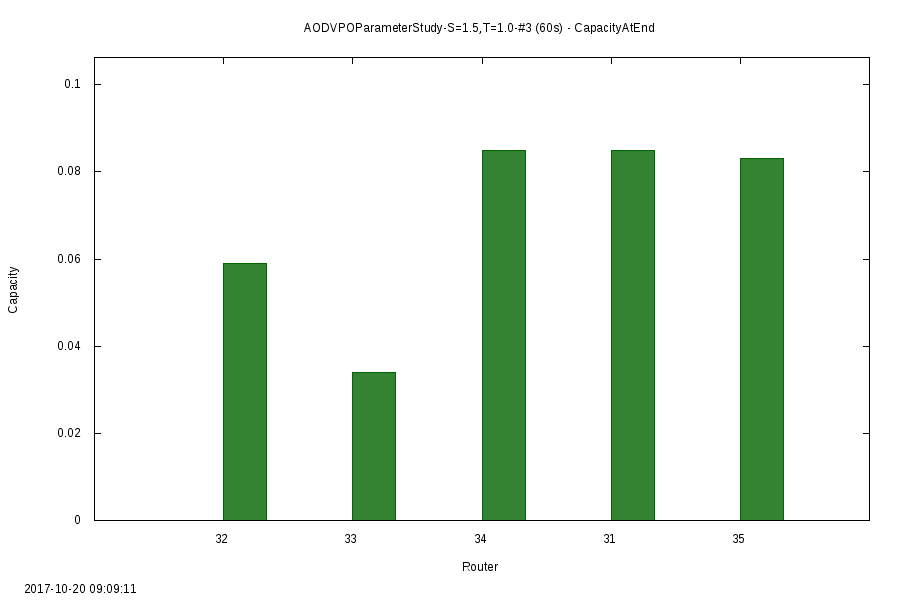 AODVPOParameterStudy-S=1.5,T=1.0-#3 (60s) - CapacityAtEnd
0.1
0.08
0.06
0.04
0.02
0
Capacity
32 33 34 31 35
Router
2017-10-20 09:09:11